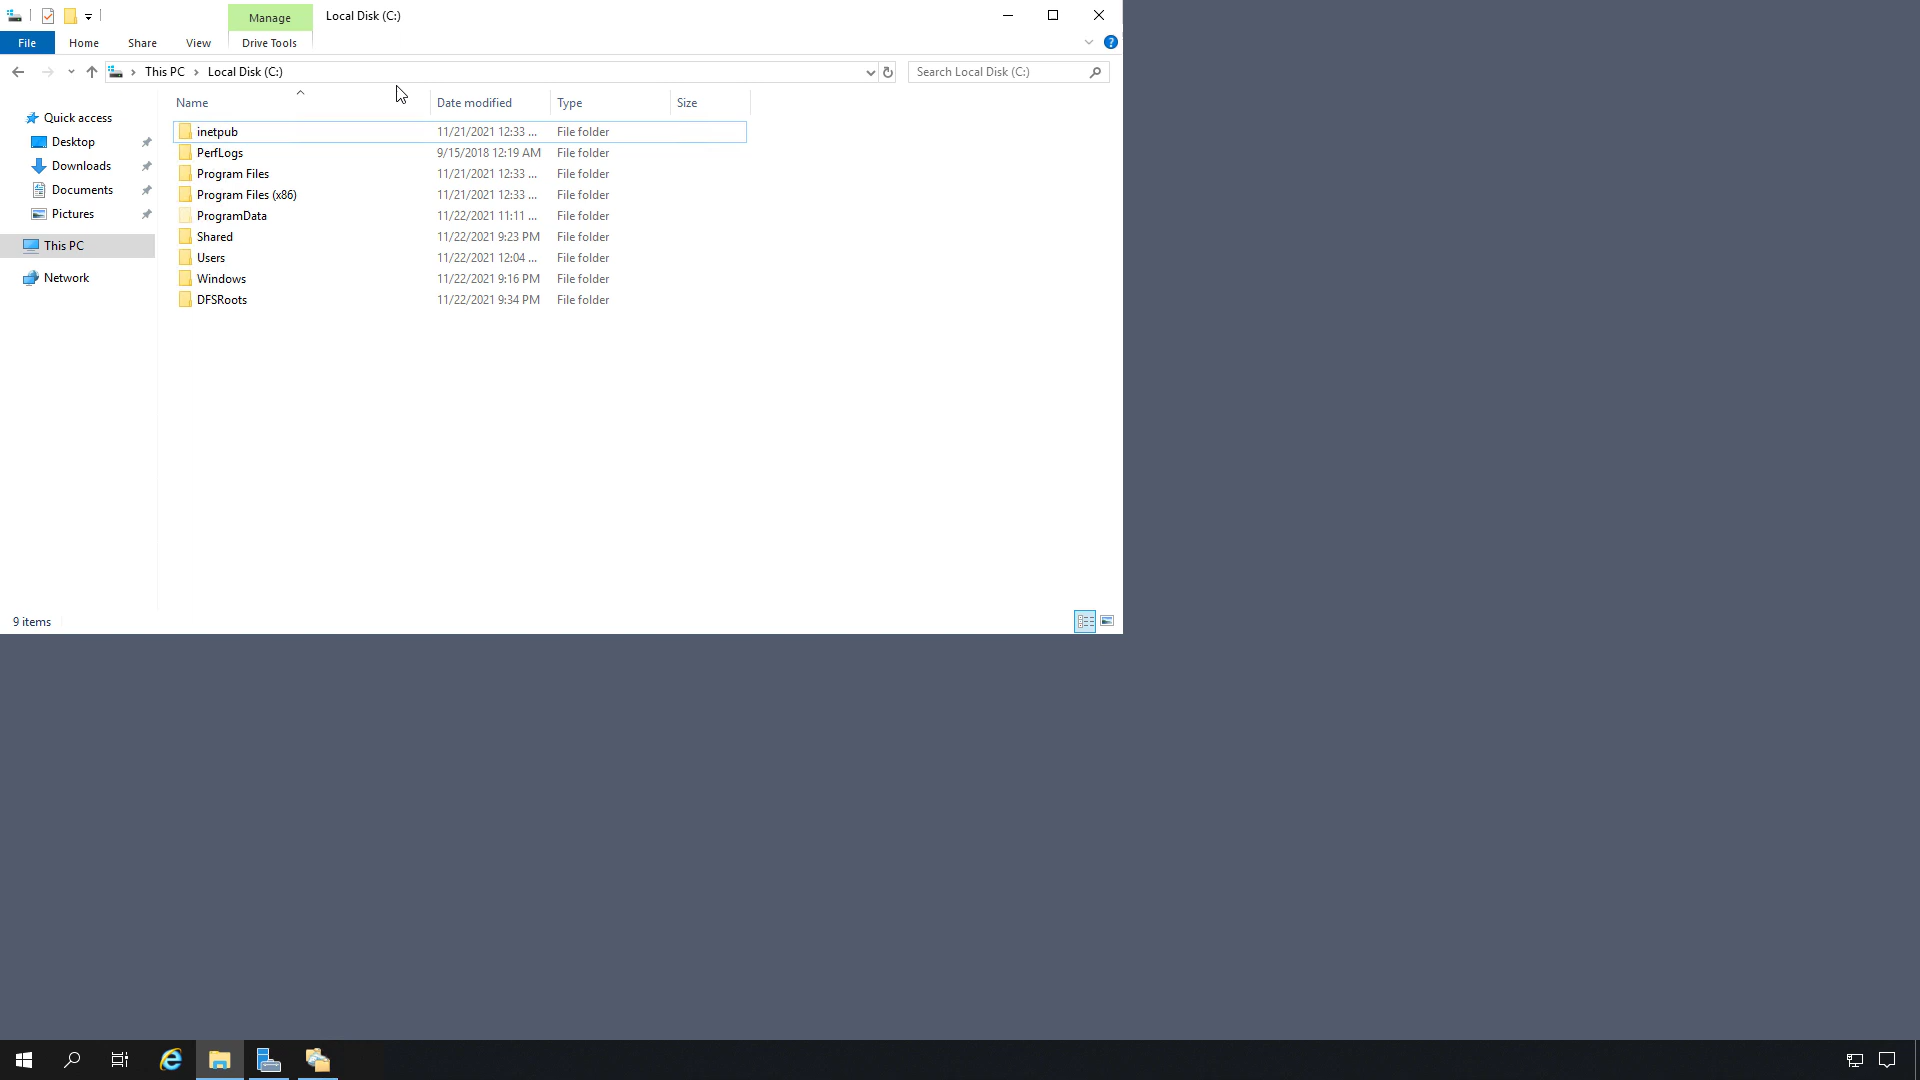 Manage
Local Disk (C:)
File
Home
Share
View
Drive Tools
This PC
Local Disk (C:)
Search Local Disk (C:)
Name
Date modified
Type
Size
Quick access
Desktop
Downloads
Documents
Pictures
This PC
Network
inetpub 11/21/2021 12:33 ... File folder
PerfLogs 9/15/2018 12:19 AM File folder
Program Files 11/21/2021 12:33 ... File folder
Program Files (x86) 11/21/2021 12:33 ... File folder
ProgramData 11/22/2021 11:11 ... File folder
Shared 11/22/2021 9:23 PM File folder
Users 11/22/2021 12:04 ... File folder
Windows 11/22/2021 9:16 PM File folder
DFSRoots 11/22/2021 9:34 PM File folder
9 items